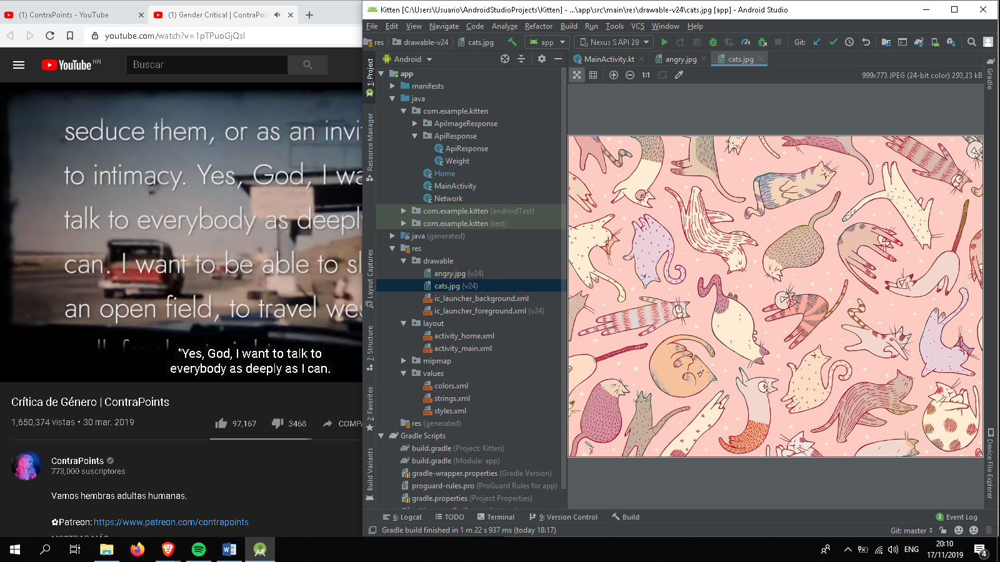 (1) ContraPoints - YouTube
(1) Gender Critical | ContraPoin
youtube.com/watch?v=1pTPuoGjQsI
YouTube HN
Buscar
seduce them, or as an invi
to intimacy. Yes, God, I wa
talk to everybody as deeply
can. I want to be able to sl
an open field, to travel wes
"Yes, God, I want to talk to
everybody as deeply as I can.
Crítica de Género | ContraPoints
1,650,374 vistas • 30 mar. 2019
97,167
3468
COMPA
ContraPoints
773,000 suscriptores
Vamos hembras adultas humanas.
✿Patreon: https://www.patreon.com/contrapoints
MOSTRAR MÁS
Kitten [C:\Users\Usuario\AndroidStudioProjects\Kitten] - ...\app\src\main\res\drawable-v24\cats.jpg [app] - Android Studio
File Edit View Navigate Code Analyze Refactor Build Run Tools VCS Window Help
res drawable-v24 cats.jpg app Nexus S API 28 Git:
Android
MainActivity.kt angry.jpg cats.jpg
1:1
999x773 JPEG (24-bit color) 293,23 kB
1: Project
Resource Manager
Layout Captures
7: Structure
2: Favorites
Build Variants
app
manifests
java
com.example.kitten
ApiImageResponse
ApiResponse
ApiResponse
Weight
Home
MainActivity
Network
com.example.kitten (androidTest)
com.example.kitten (test)
java (generated)
res
drawable
angry.jpg (v24)
cats.jpg (v24)
ic_launcher_background.xml
ic_launcher_foreground.xml (v24)
layout
activity_home.xml
activity_main.xml
mipmap
values
colors.xml
strings.xml
styles.xml
res (generated)
Gradle Scripts
build.gradle (Project: Kitten)
build.gradle (Module: app)
gradle-wrapper.properties (Gradle Version)
proguard-rules.pro (ProGuard Rules for app)
gradle.properties (Project Properties)
Gradle
Device File Explorer
6: Logcat TODO Terminal 9: Version Control Build
3 Event Log
Gradle build finished in 1 m 22 s 937 ms (today 18:17)
Git: master
ENG
20:10
17/11/2019
4